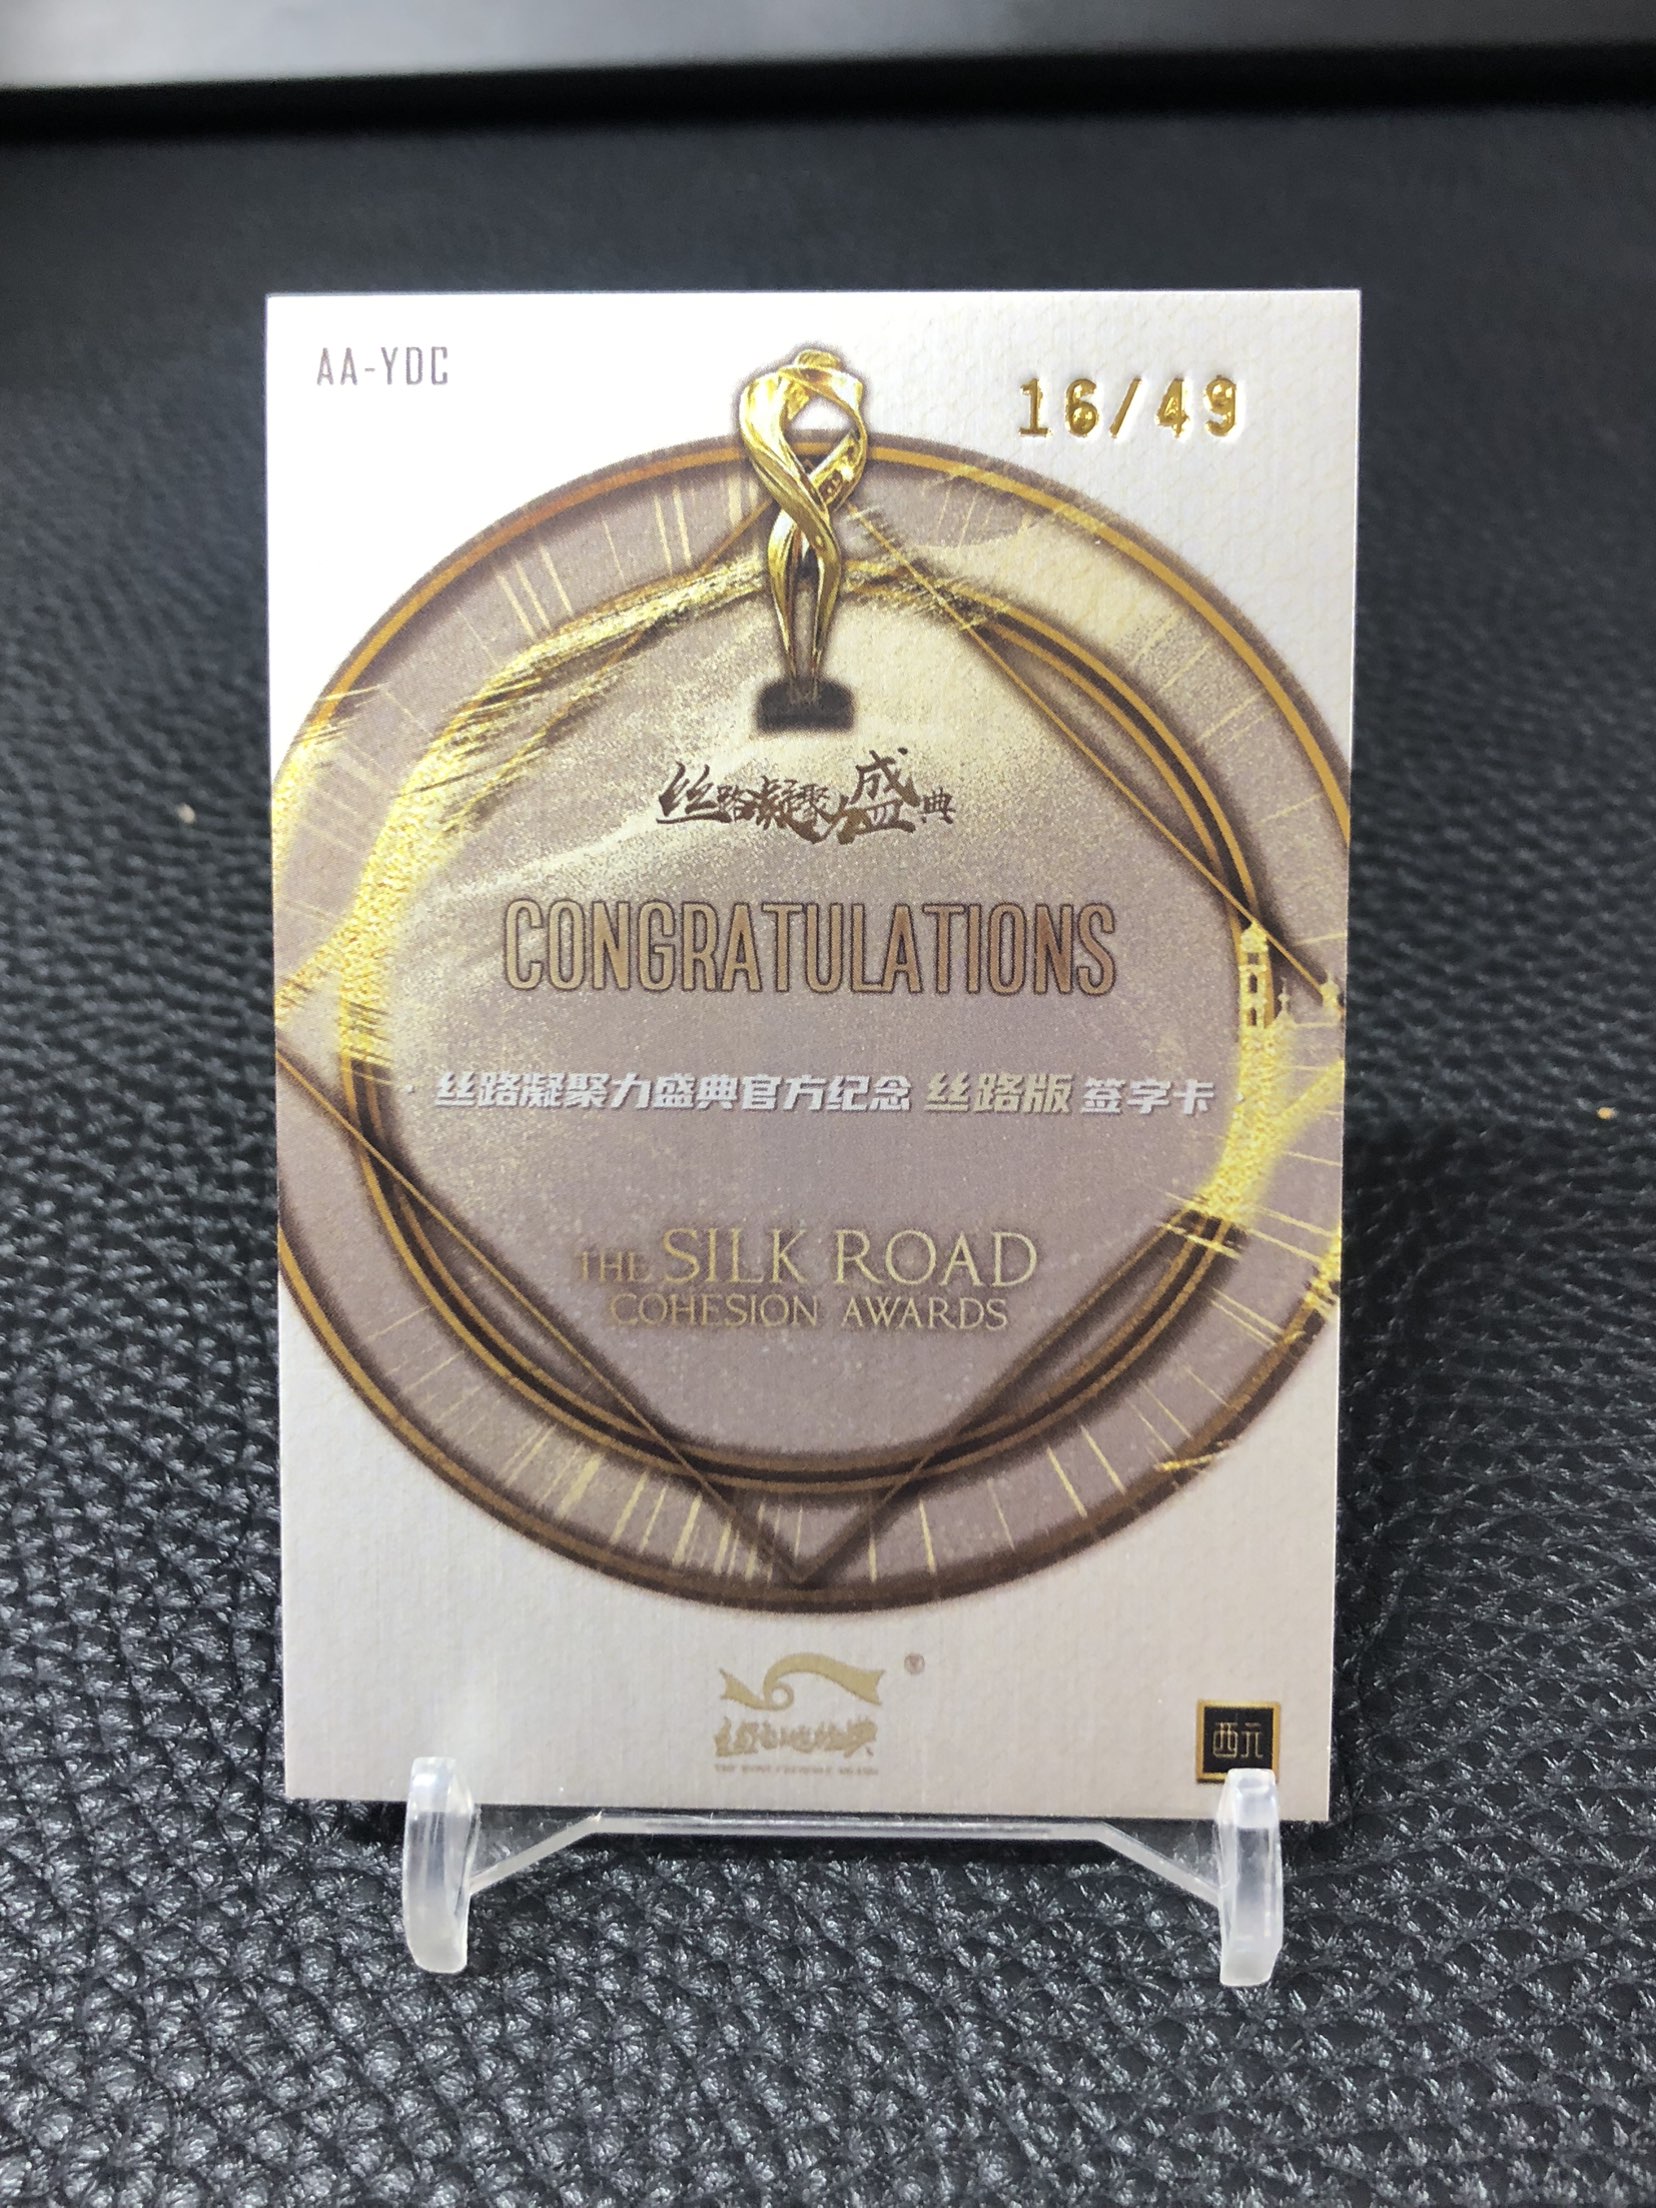 AA-YDC
16/49
丝路凝聚力盛典
CONGRATULATIONS
· 丝路凝聚力盛典官方纪念 丝路版 签字卡 ·
THE SILK ROAD
COHESION AWARDS
®
西元